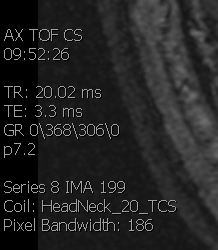 AX TOF CS
09:52:26
TR: 20.02 ms
TE: 3.3 ms
GR 0\368\306\0
p7.2
Series 8 IMA 199
Coil: HeadNeck_20_TCS
Pixel Bandwidth: 186